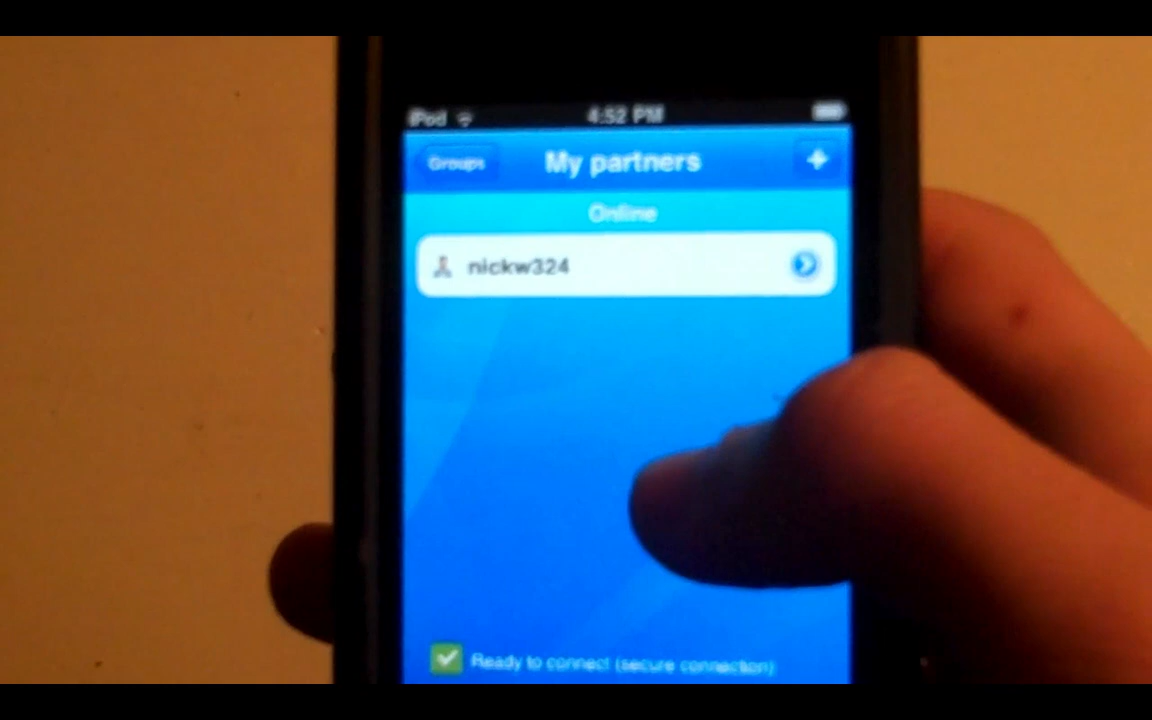 iPod 4:52 PM
Groups My partners +
Online
nickw324
Ready to connect (secure connection)